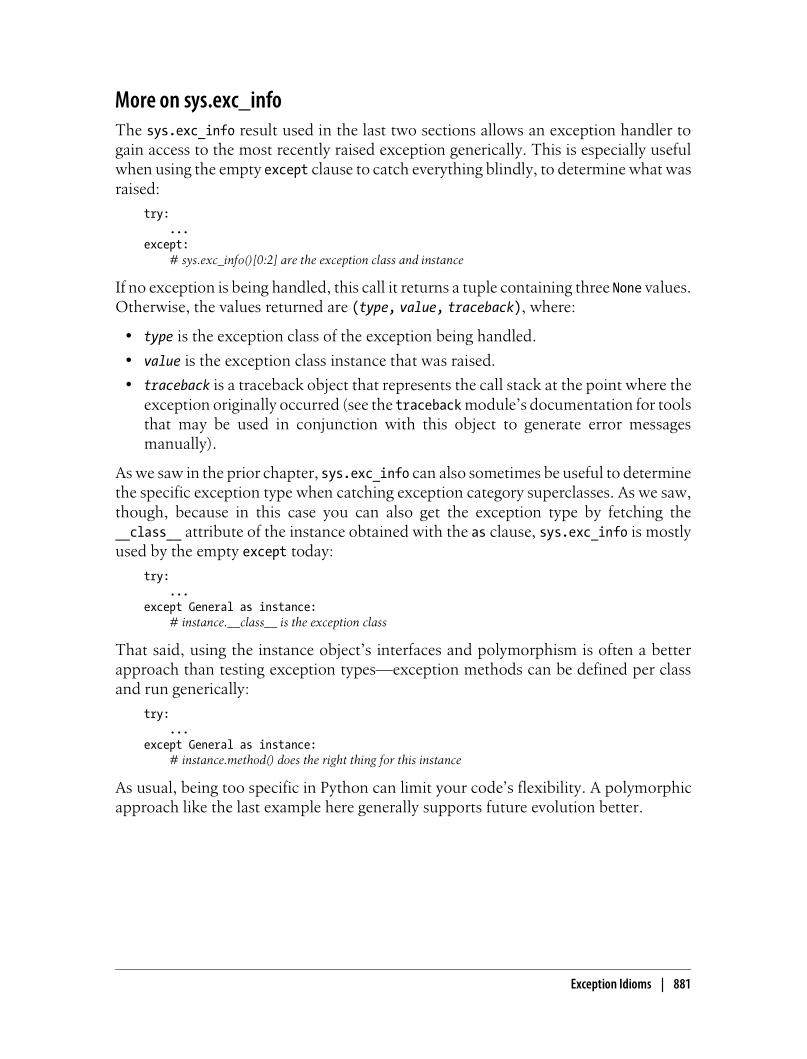 More on sys.exc_info
The sys.exc_info result used in the last two sections allows an exception handler to
gain access to the most recently raised exception generically. This is especially useful
when using the empty except clause to catch everything blindly, to determine what was
raised:
try:
...
except:
# sys.exc_info()[0:2] are the exception class and instance
If no exception is being handled, this call it returns a tuple containing three None values.
Otherwise, the values returned are (type, value, traceback), where:
• type is the exception class of the exception being handled.
• value is the exception class instance that was raised.
• traceback is a traceback object that represents the call stack at the point where the
exception originally occurred (see the traceback module's documentation for tools
that may be used in conjunction with this object to generate error messages
manually).
As we saw in the prior chapter, sys.exc_info can also sometimes be useful to determine
the specific exception type when catching exception category superclasses. As we saw,
though, because in this case you can also get the exception type by fetching the
__class__ attribute of the instance obtained with the as clause, sys.exc_info is mostly
used by the empty except today:
try:
...
except General as instance:
# instance.__class__ is the exception class
That said, using the instance object's interfaces and polymorphism is often a better
approach than testing exception types—exception methods can be defined per class
and run generically:
try:
...
except General as instance:
# instance.method() does the right thing for this instance
As usual, being too specific in Python can limit your code's flexibility. A polymorphic
approach like the last example here generally supports future evolution better.
Exception Idioms | 881